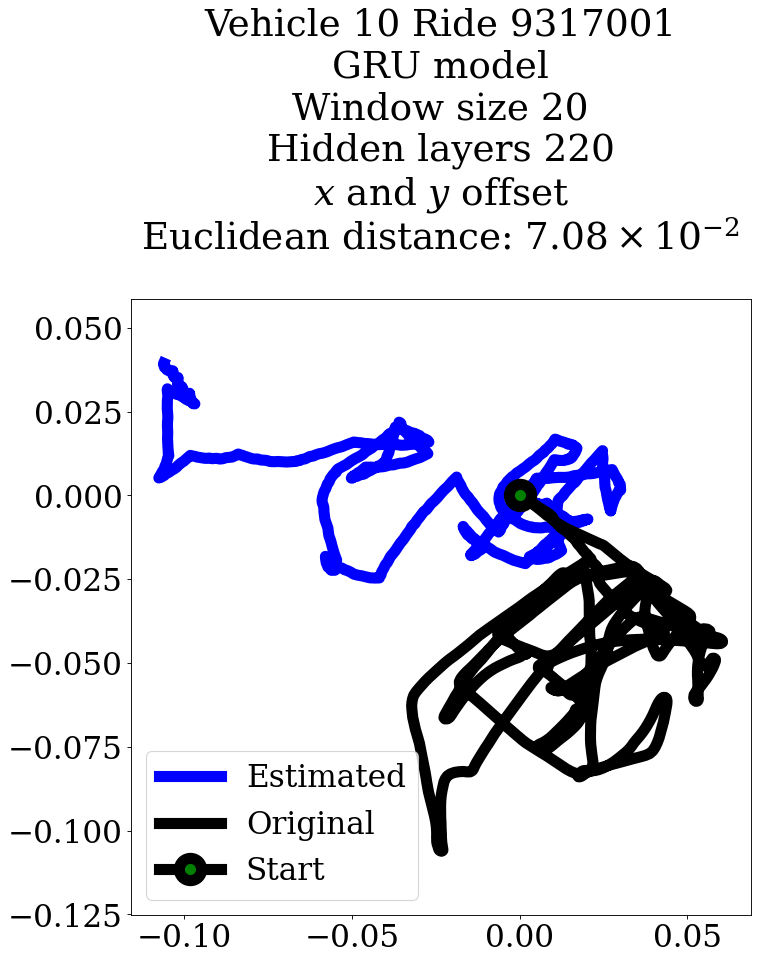 Vehicle 10 Ride 9317001
GRU model
Window size 20
Hidden layers 220
x and y offset
Euclidean distance: 7.08 × 10⁻²
0.050
0.025
0.000
−0.025
−0.050
−0.075
−0.100
−0.125
Estimated
Original
Start
−0.10
−0.05
0.00
0.05